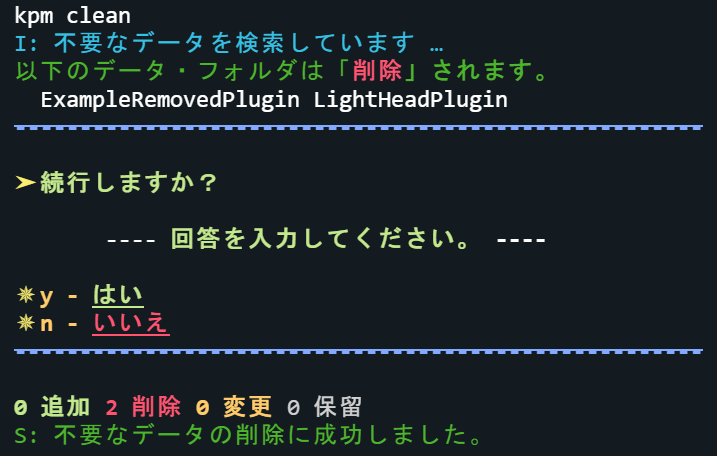 kpm clean
I: 不要なデータを検索しています …
以下のデータ・フォルダは「削除」されます。
ExampleRemovedPlugin LightHeadPlugin
➢続行しますか？
---- 回答を入力してください。 ----
✵y - はい
✵n - いいえ
0 追加 2 削除 0 変更 0 保留
S: 不要なデータの削除に成功しました。